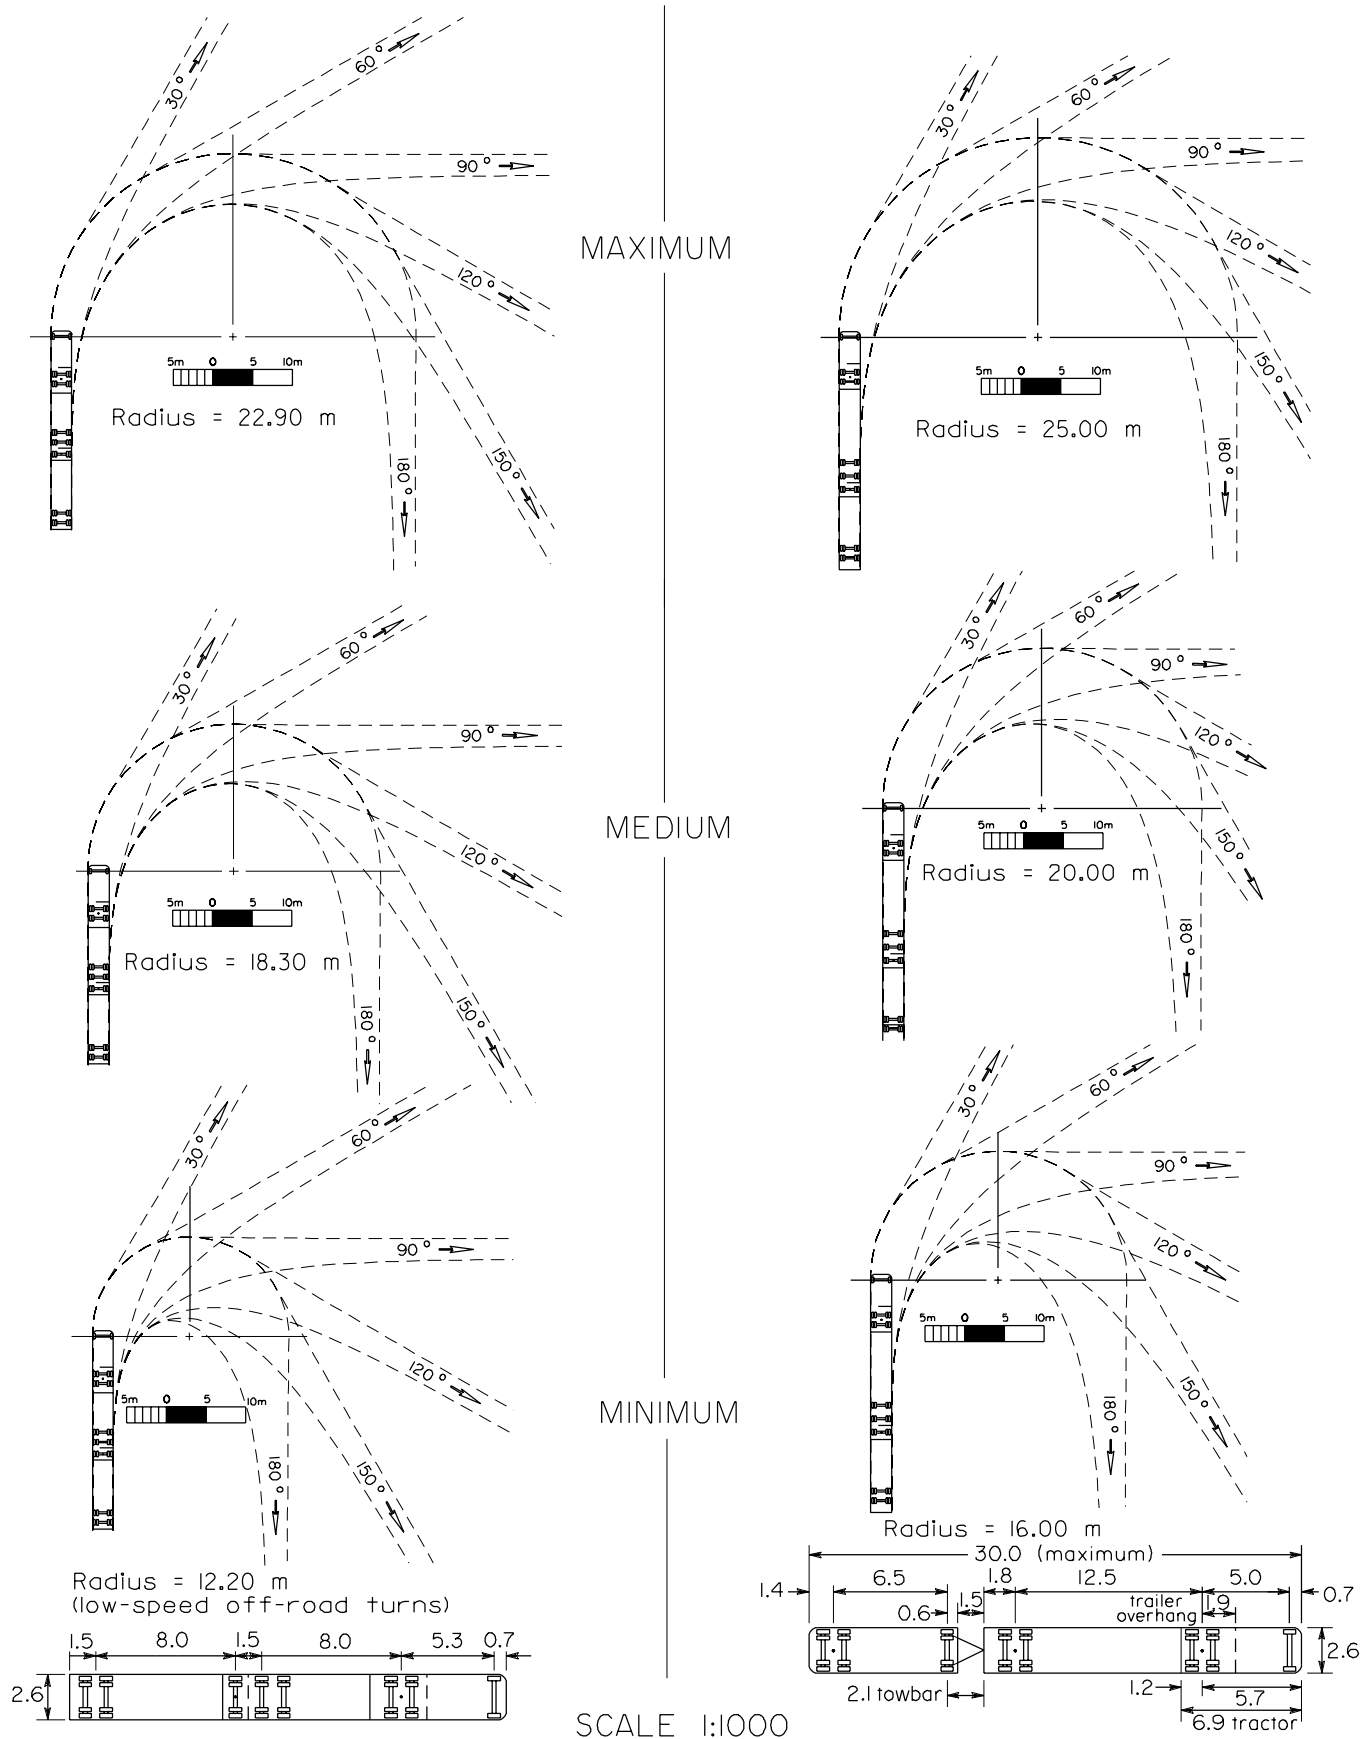 30°
60°
90°
120°
150°
180°
5m 0 5 10m
Radius = 22.90 m
MAXIMUM
30°
60°
90°
120°
150°
180°
5m 0 5 10m
Radius = 25.00 m
30°
60°
90°
120°
150°
180°
5m 0 5 10m
Radius = 18.30 m
MEDIUM
30°
60°
90°
120°
150°
180°
5m 0 5 10m
Radius = 20.00 m
30°
60°
90°
120°
150°
180°
5m 0 5 10m
Radius = 12.20 m
(low-speed off-road turns)
MINIMUM
30°
60°
90°
120°
150°
180°
5m 0 5 10m
Radius = 16.00 m
1.5 8.0 1.5 8.0 5.3 0.7
2.6
30.0 (maximum)
1.4 6.5 1.8 12.5 5.0 0.7
0.6 1.5 trailer 1.9
overhang
2.6
2.1 towbar 1.2 5.7
6.9 tractor
SCALE 1:1000